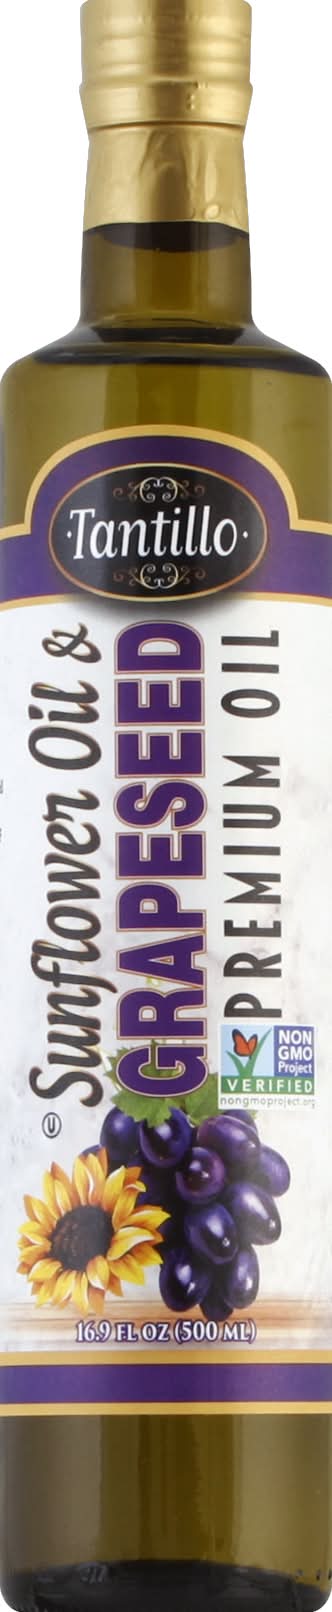 ·Tantillo·
Sunflower Oil &
GRAPESEED
PREMIUM OIL
NON
GMO
Project
VERIFIED
nongmoproject.org
U
16.9 FL OZ (500 ML)